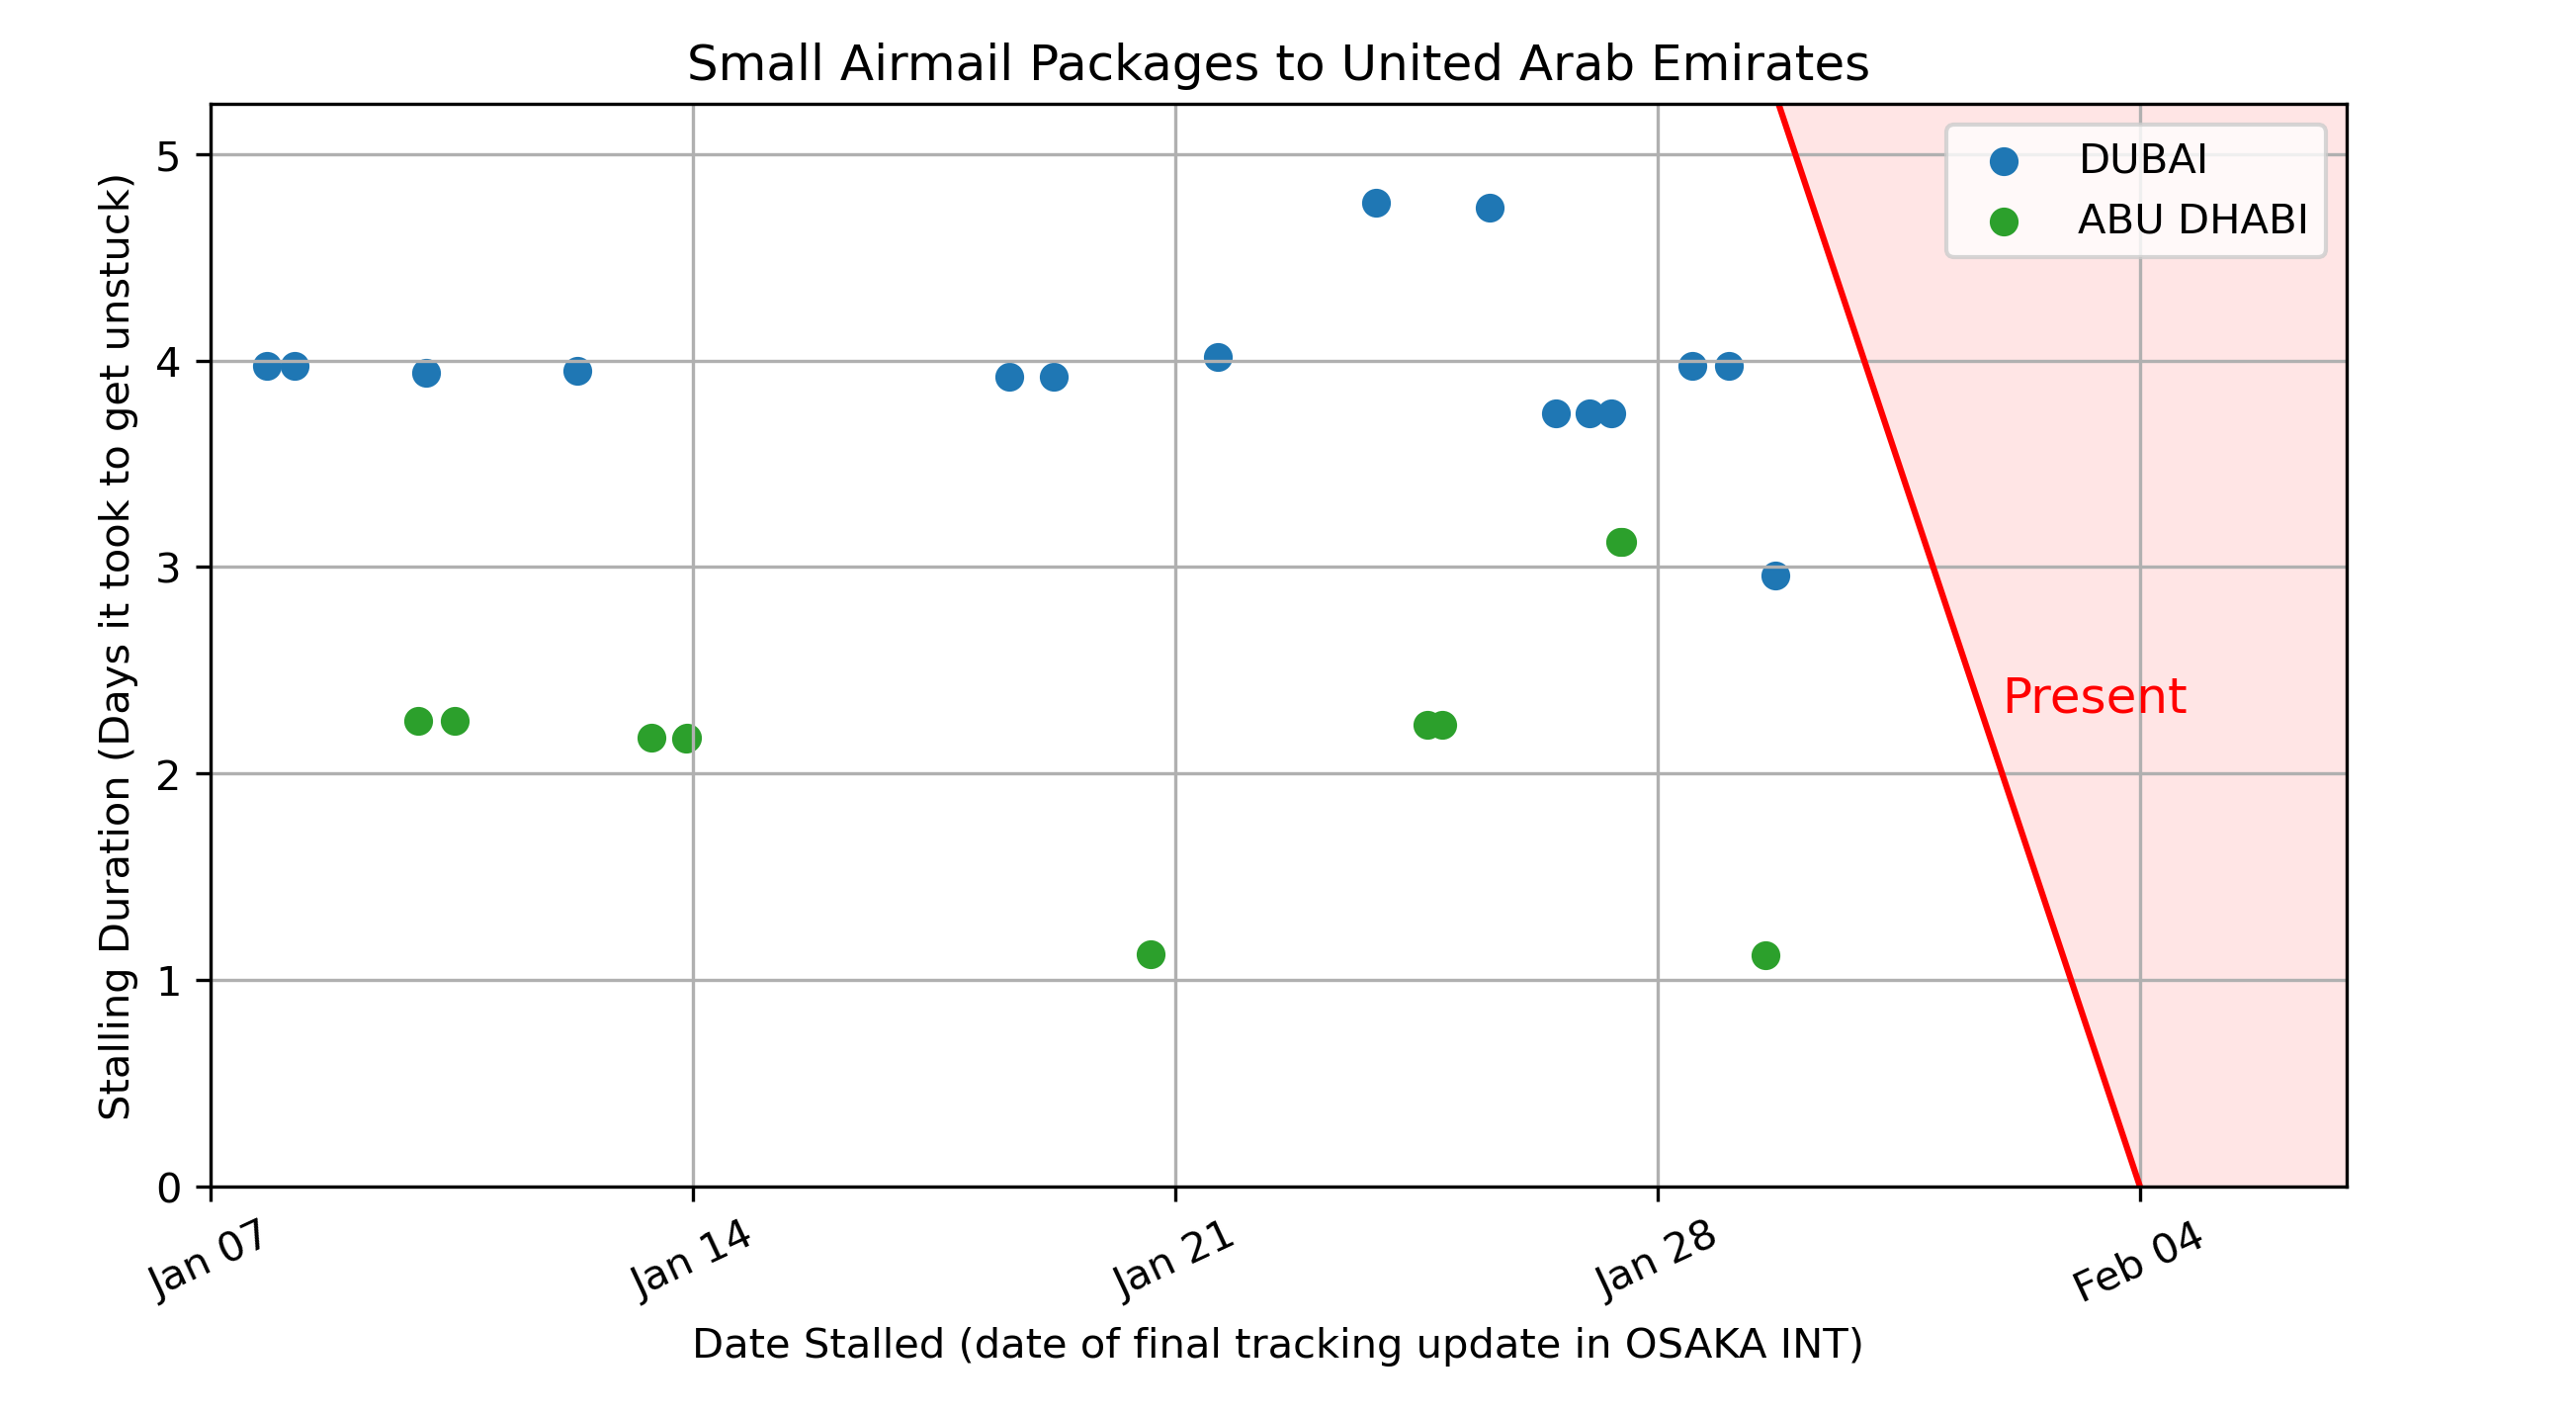 Small Airmail Packages to United Arab Emirates
DUBAI
ABU DHABI
Present
Stalling Duration (Days it took to get unstuck)
5
4
3
2
1
0
Jan 07
Jan 14
Jan 21
Jan 28
Feb 04
Date Stalled (date of final tracking update in OSAKA INT)